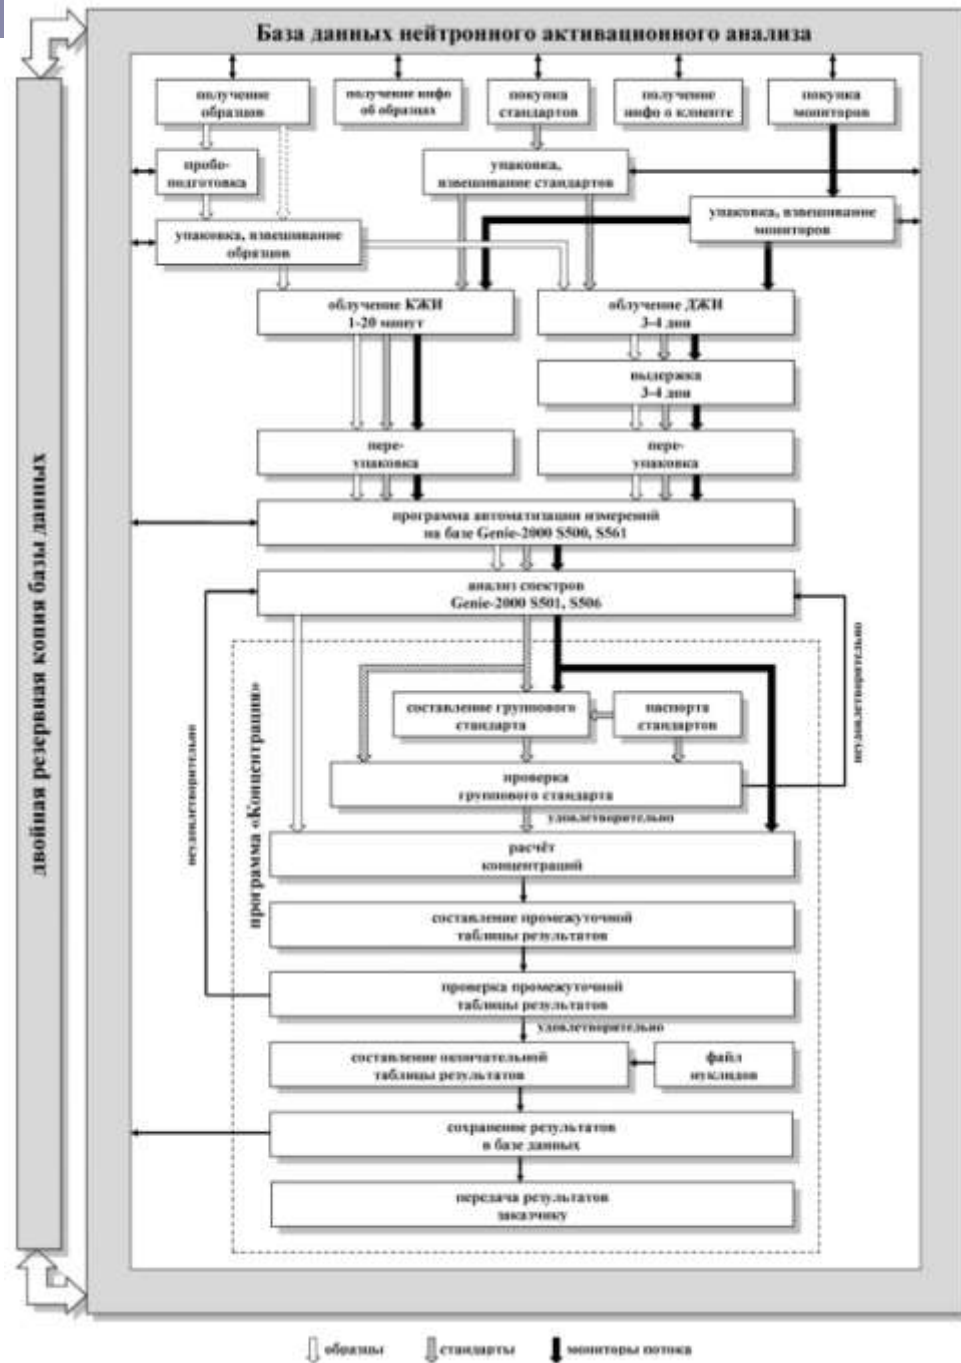 База данных нейтронного активационного анализа
получение
образцов
получение инфо
об образцах
покупка
стандартов
получение
инфо о клиенте
покупка
мониторов
пробо-
подготовка
упаковка,
взвешивание стандартов
упаковка, взвешивание
образцов
упаковка, взвешивание
мониторов
облучение КЖИ
1-20 минут
облучение ДЖИ
3-4 дня
выдержка
3-4 дня
пере-
упаковка
пере-
упаковка
программа автоматизации измерений
на базе Genie-2000 S500, S561
анализ спектров
Genie-2000 S501, S506
двойная резервная копия базы данных
неудовлетворительно
программа «Концентрация»
неудовлетворительно
составление группового
стандарта
паспорта
стандартов
проверка
группового стандарта
удовлетворительно
расчёт
концентраций
составление промежуточной
таблицы результатов
проверка промежуточной
таблицы результатов
удовлетворительно
составление окончательной
таблицы результатов
файл
нуклидов
сохранение результатов
в базе данных
передача результатов
заказчику
образцы
стандарты
мониторы потока